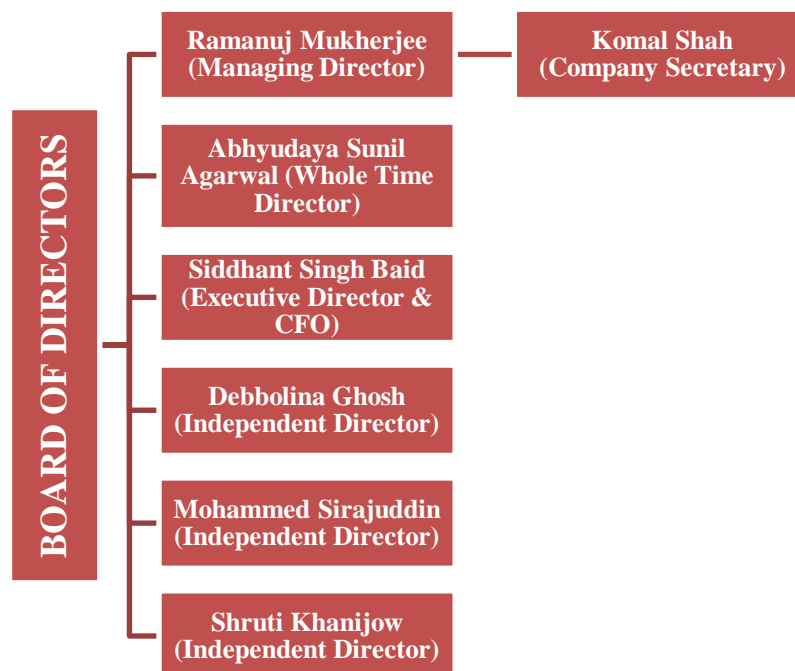 BOARD OF DIRECTORS
Ramanuj Mukherjee
(Managing Director)
Komal Shah
(Company Secretary)
Abhyudaya Sunil
Agarwal (Whole Time
Director)
Siddhant Singh Baid
(Executive Director &
CFO)
Debbolina Ghosh
(Independent Director)
Mohammed Sirajuddin
(Independent Director)
Shruti Khanijow
(Independent Director)